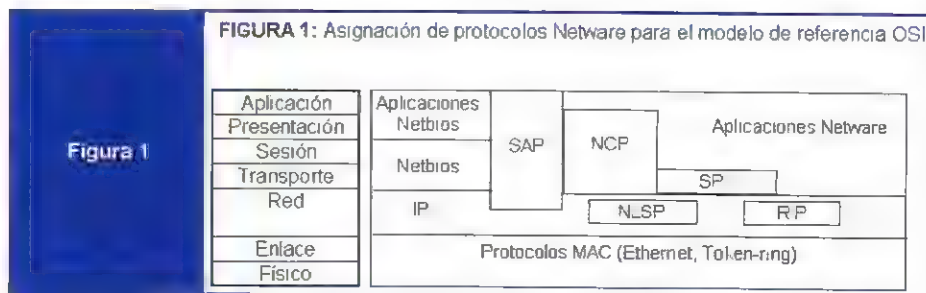 FIGURA 1: Asignación de protocolos Netware para el modelo de referencia OSI
Figura 1
Aplicación
Presentación
Sesión
Transporte
Red
Enlace
Físico
Aplicaciones
Netbios
Netbios
IP
SAP
NCP
Aplicaciones Netware
SP
NLSP
RIP
Protocolos MAC (Ethernet, Token-ring)